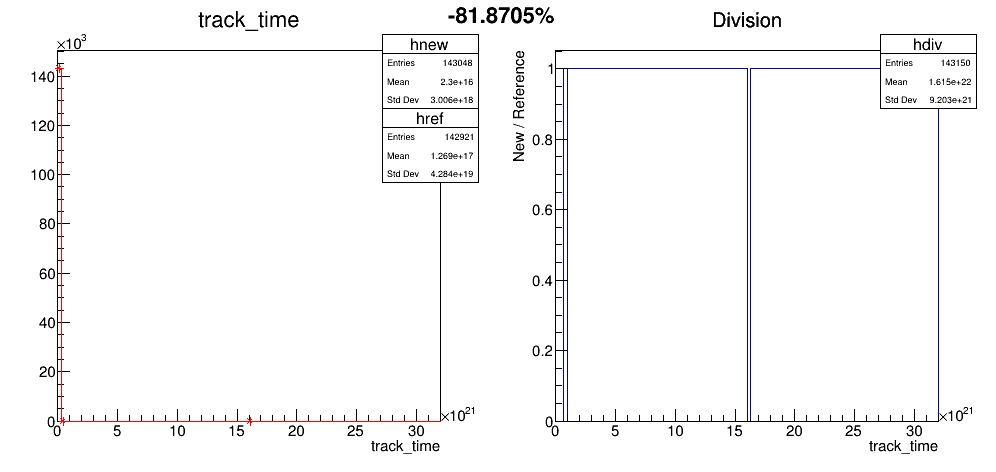 -81.8705%
track_time
×10³
hnew
Entries 143048
Mean 2.3e+16
Std Dev 3.006e+18
href
Entries 142921
Mean 1.269e+17
Std Dev 4.284e+19
140
120
100
80
60
40
20
0
0 5 10 15 20 25 30
×10²¹
track_time
Division
hdiv
Entries 143150
Mean 1.615e+22
Std Dev 9.203e+21
New / Reference
1
0.8
0.6
0.4
0.2
0
0 5 10 15 20 25 30
×10²¹
track_time